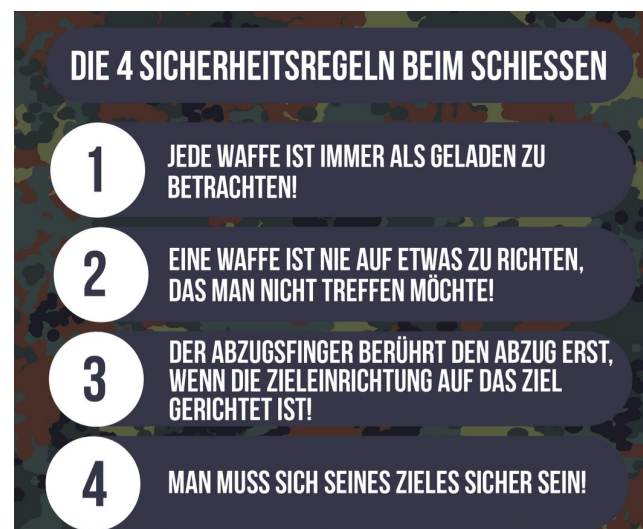 DIE 4 SICHERHEITSREGELN BEIM SCHIESSEN
1
JEDE WAFFE IST IMMER ALS GELADEN ZU
BETRACHTEN!
2
EINE WAFFE IST NIE AUF ETWAS ZU RICHTEN,
DAS MAN NICHT TREFFEN MÖCHTE!
3
DER ABZUGSFINGER BERÜHRT DEN ABZUG ERST,
WENN DIE ZIELEINRICHTUNG AUF DAS ZIEL
GERICHTET IST!
4
MAN MUSS SICH SEINES ZIELES SICHER SEIN!